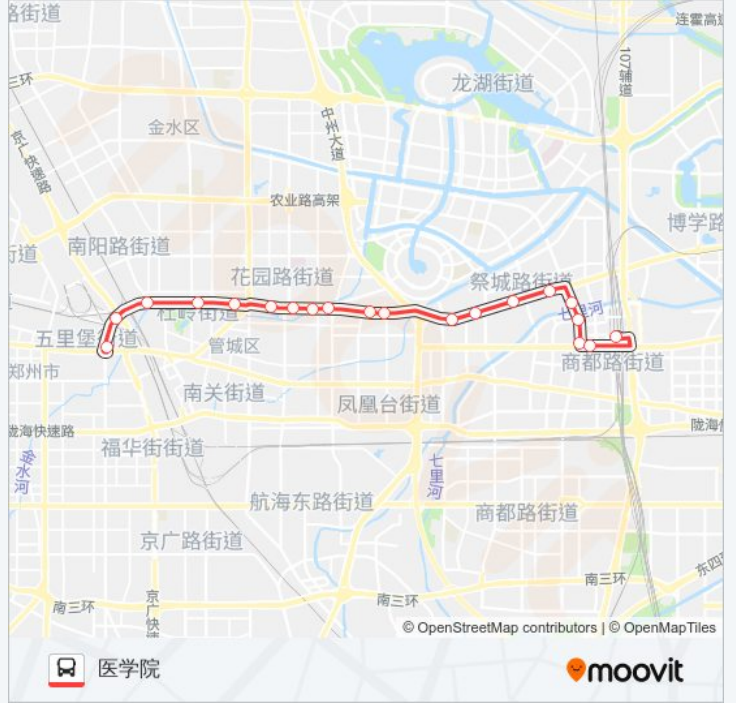 路街道
连霍高速
三环
107辅道
龙湖街道
中州大道
金水区
京广快速路
农业路高架
博学路
街道
南阳路街道
花园路街道
祭城路街道
七里河
杜岭街道
五里堡街道
管城区
商都路街道
郑州市
南关街道
凤凰台街道
陇海快速路
陇海
福华街街道
金水河
七里河
航海东路街道
商都路街道
京广路街道
东四
南三环
南三环
南三环
京广快
© OpenStreetMap contributors | © OpenMapTiles
医学院
moovit